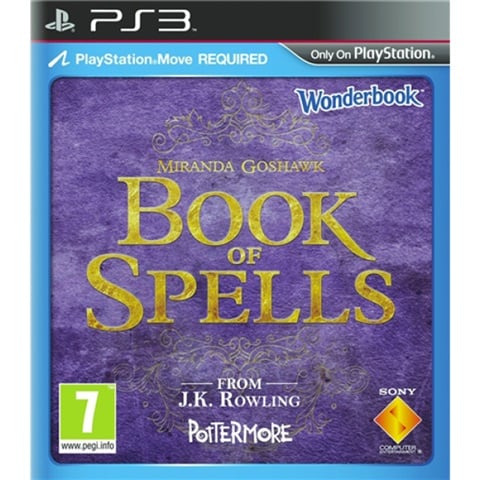 PS3
PlayStation®Move REQUIRED
Only On PlayStation®
Wonderbook™
MIRANDA GOSHAWK
BOOK
OF
SPELLS
FROM
J.K. ROWLING
POTTERMORE
7
www.pegi.info
SONY
COMPUTER
ENTERTAINMENT